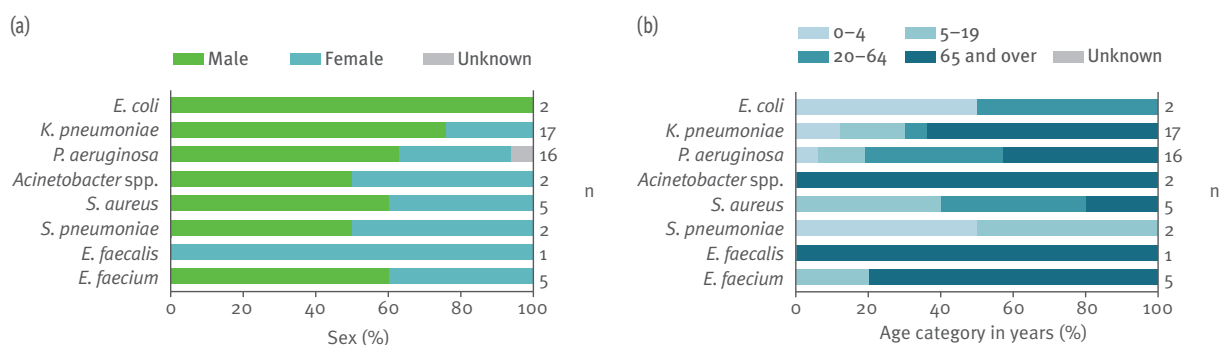 (a)
Male Female Unknown
E. coli 2
K. pneumoniae 17
P. aeruginosa 16
Acinetobacter spp. 2
S. aureus 5
S. pneumoniae 2
E. faecalis 1
E. faecium 5
n
0 20 40 60 80 100
Sex (%)
(b)
0–4 5–19
20–64 65 and over Unknown
E. coli 2
K. pneumoniae 17
P. aeruginosa 16
Acinetobacter spp. 2
S. aureus 5
S. pneumoniae 2
E. faecalis 1
E. faecium 5
n
0 20 40 60 80 100
Age category in years (%)